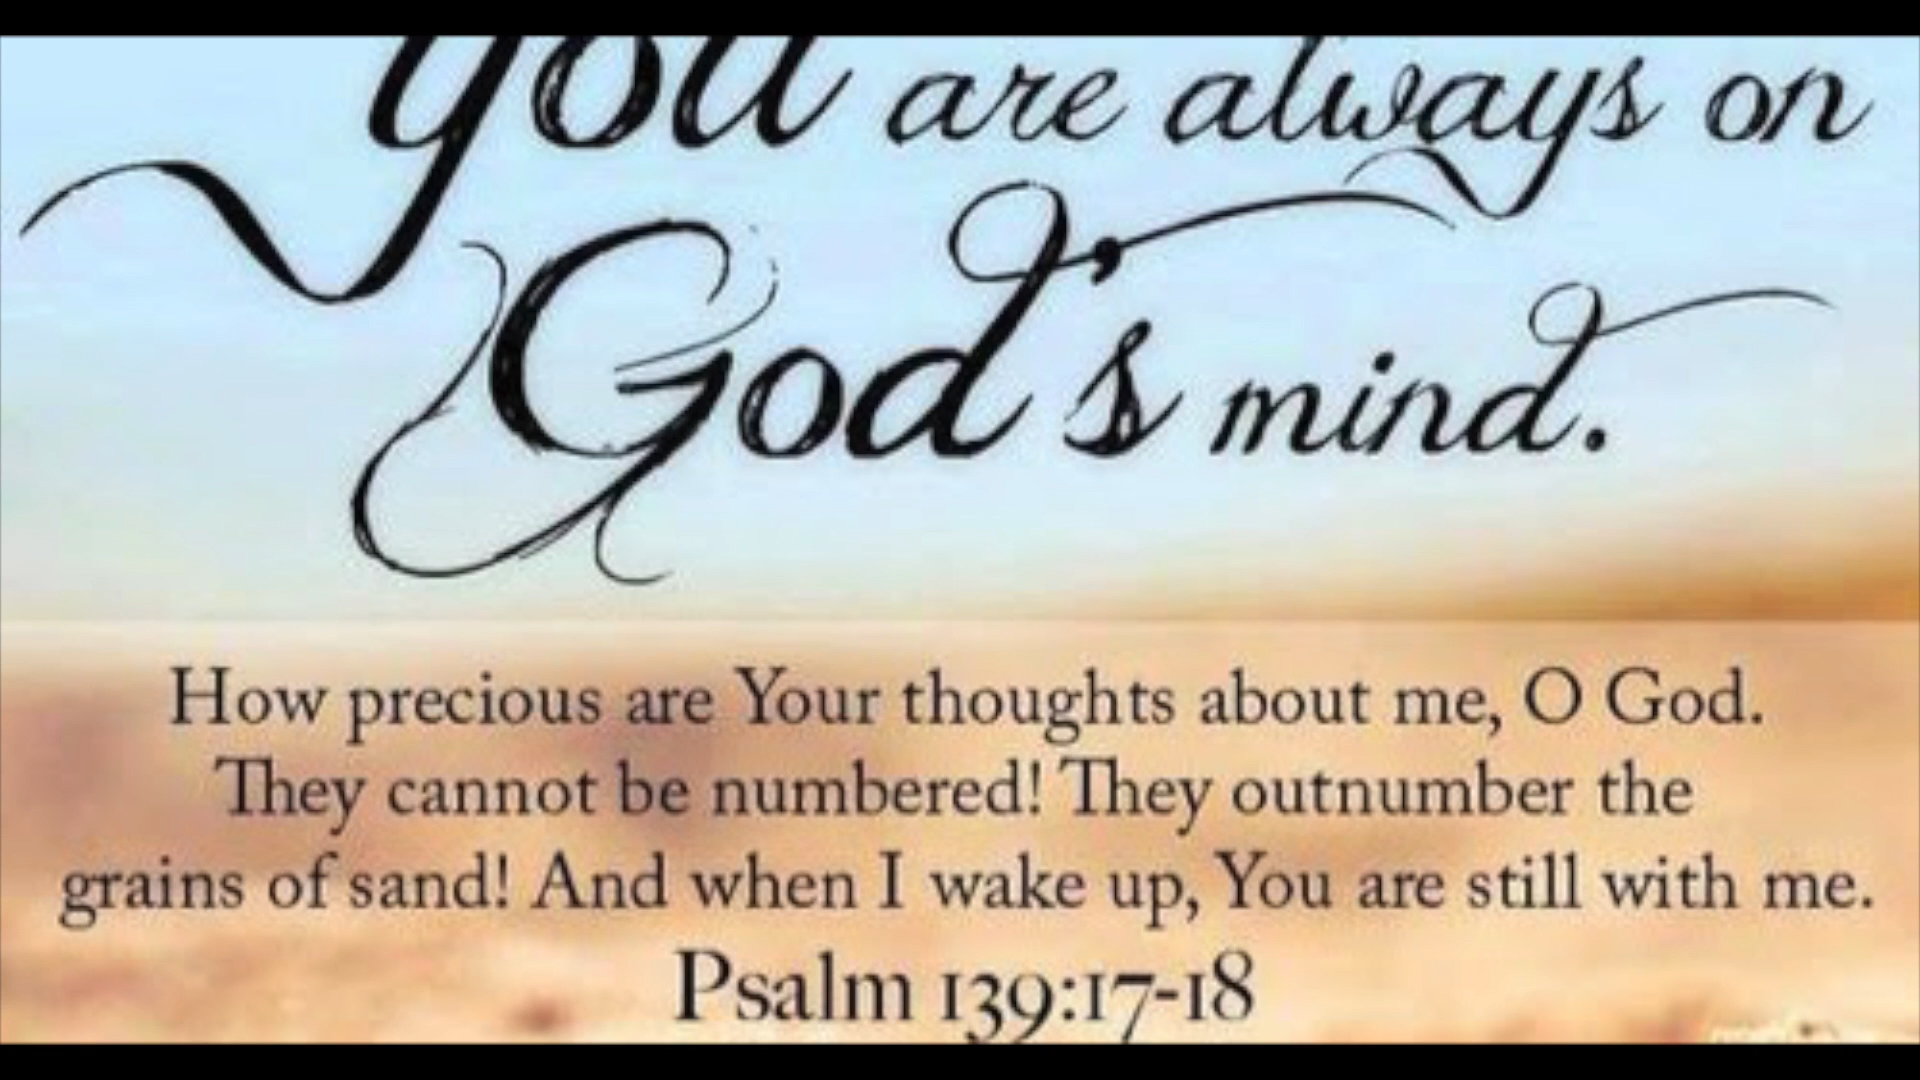 You are always on
God's mind.
How precious are Your thoughts about me, O God.
They cannot be numbered! They outnumber the
grains of sand! And when I wake up, You are still with me.
Psalm 139:17-18